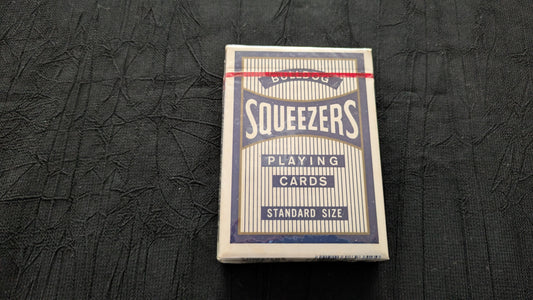 BULLDOG
SQUEEZERS
PLAYING
CARDS
STANDARD SIZE